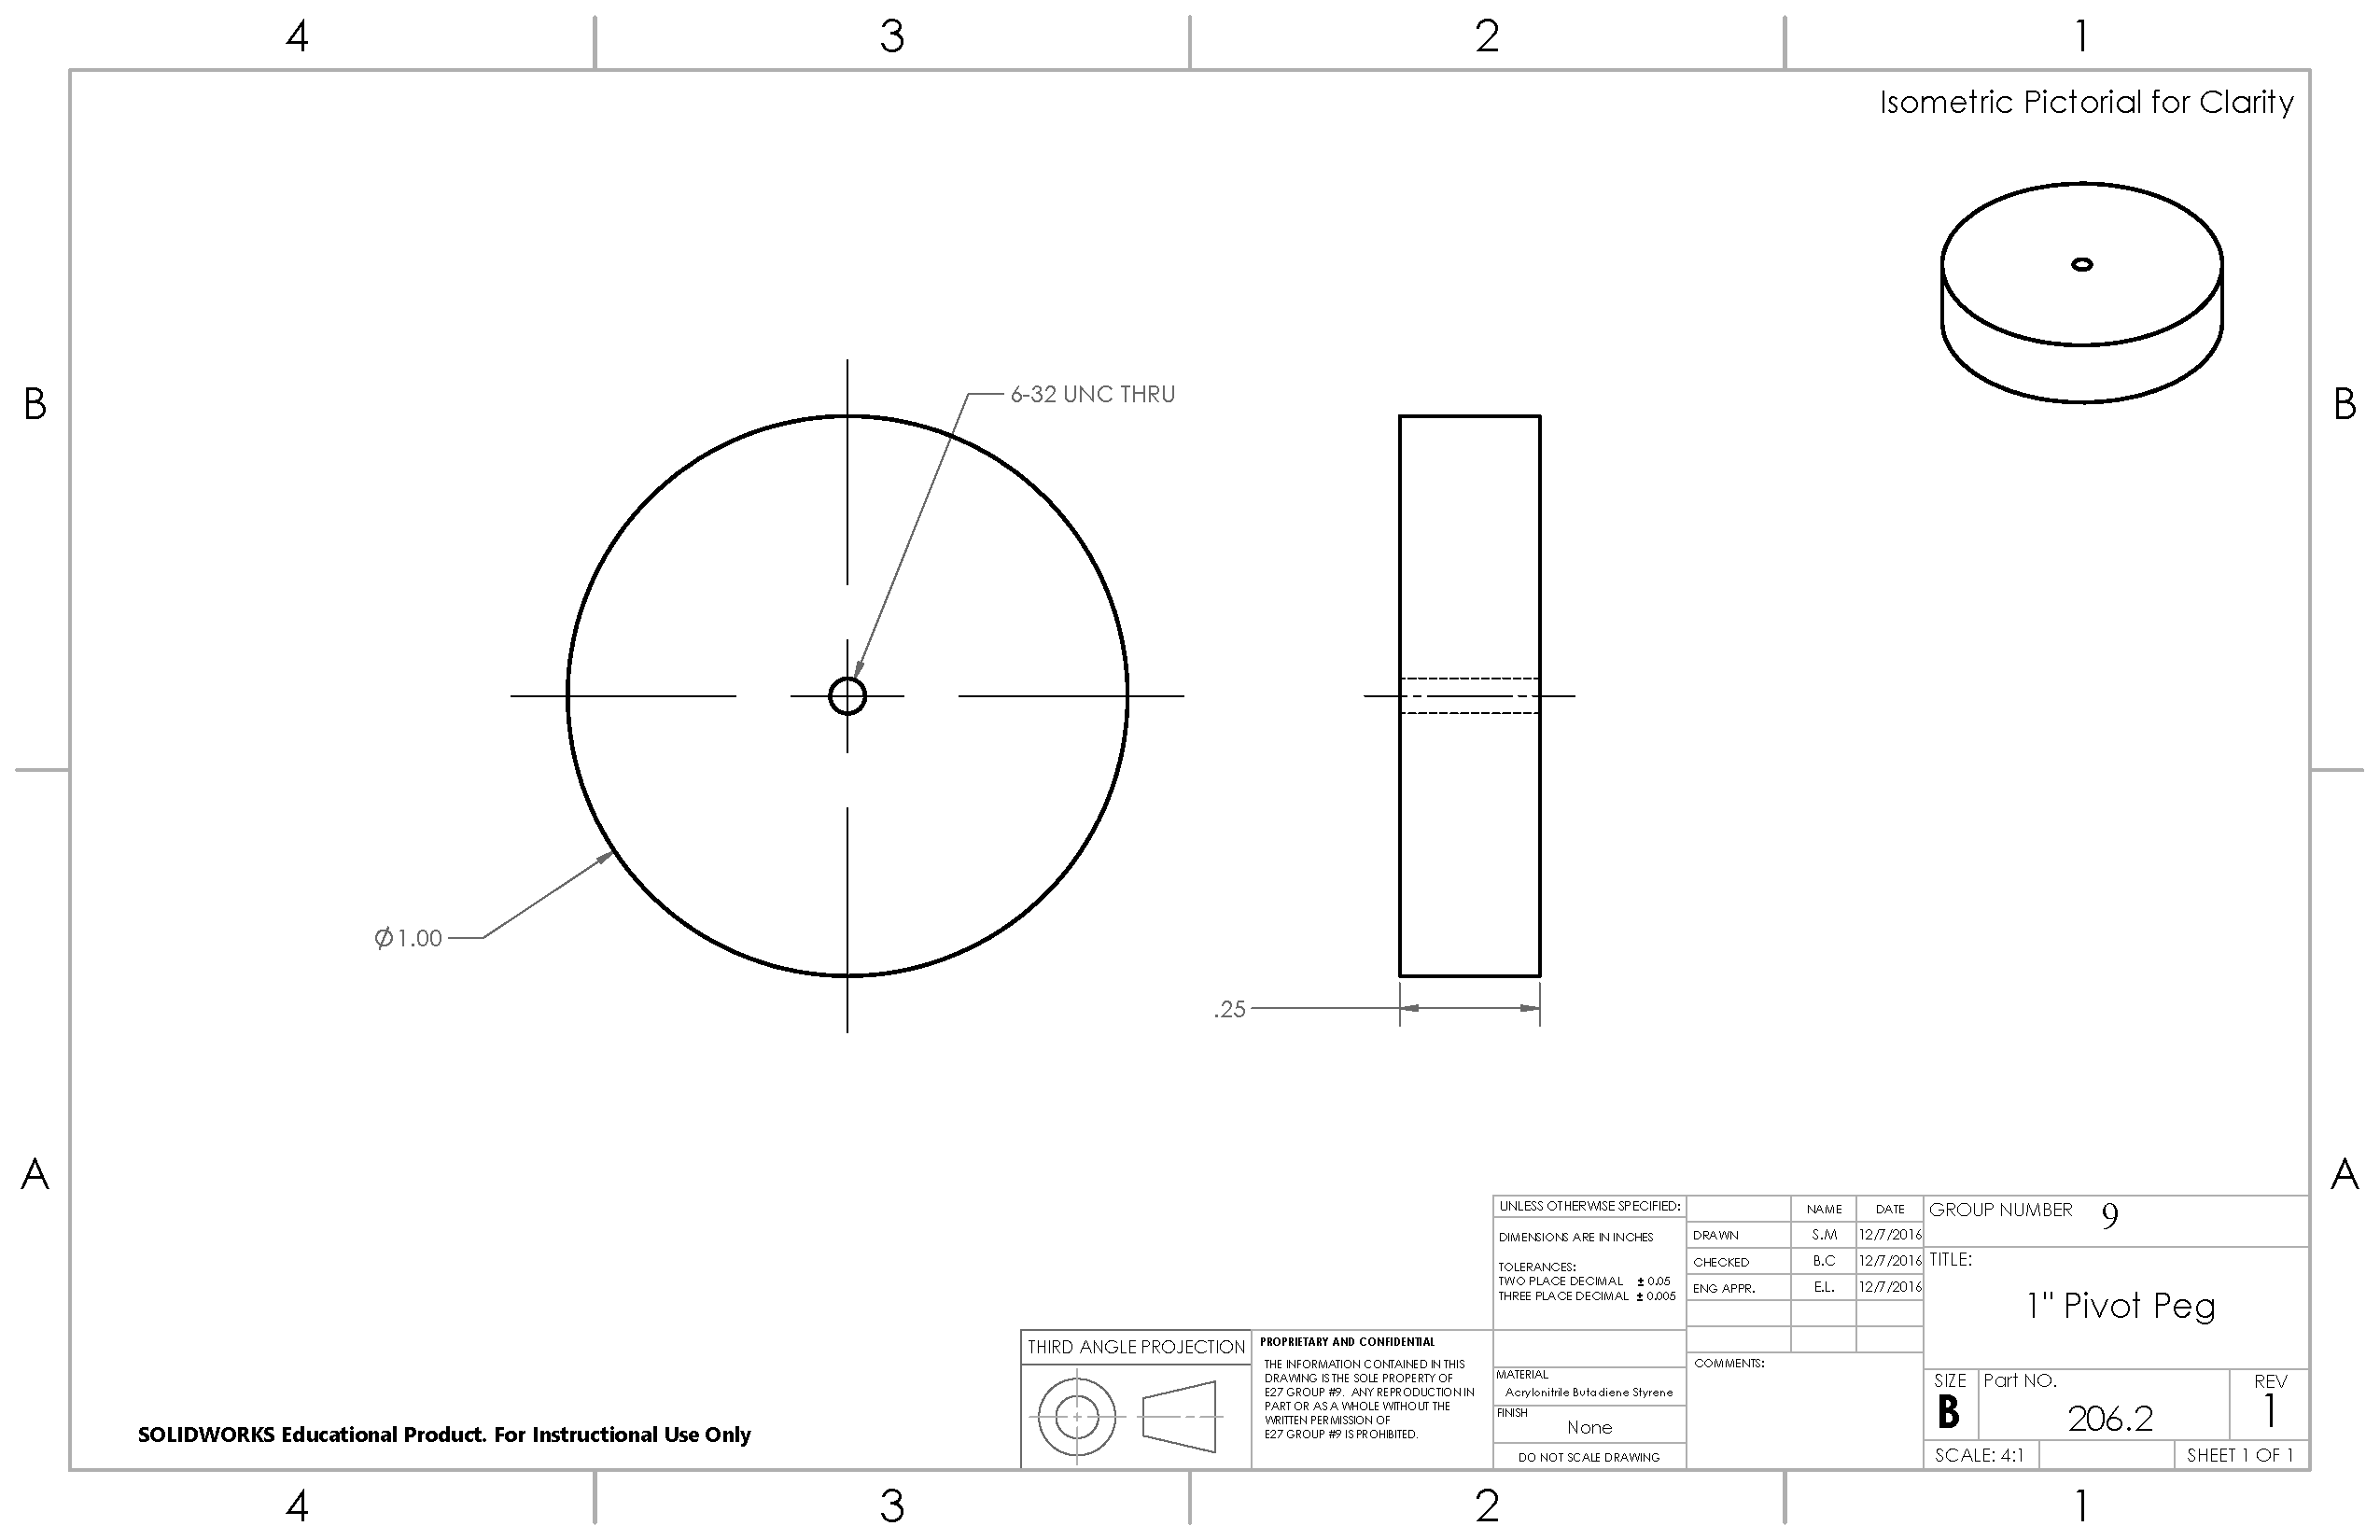 4 3 2 1
Isometric Pictorial for Clarity
B B
6-32 UNC THRU
Ø1.00
.25
A A
UNLESS OTHERWISE SPECIFIED:
DIMENSIONS ARE IN INCHES
TOLERANCES:
TWO PLACE DECIMAL ± 0.05
THREE PLACE DECIMAL ± 0.005
NAME DATE
DRAWN S.M 12/7/2016
CHECKED B.C 12/7/2016
ENG APPR. E.L. 12/7/2016
COMMENTS:
GROUP NUMBER 9
TITLE:
1" Pivot Peg
SIZE Part NO. REV
B 206.2 1
SCALE: 4:1 SHEET 1 OF 1
THIRD ANGLE PROJECTION
PROPRIETARY AND CONFIDENTIAL
THE INFORMATION CONTAINED IN THIS
DRAWING IS THE SOLE PROPERTY OF
E27 GROUP #9. ANY REPRODUCTION IN
PART OR AS A WHOLE WITHOUT THE
WRITTEN PERMISSION OF
E27 GROUP #9 IS PROHIBITED.
MATERIAL
Acrylonitrile Butadiene Styrene
FINISH
None
DO NOT SCALE DRAWING
SOLIDWORKS Educational Product. For Instructional Use Only
4 3 2 1